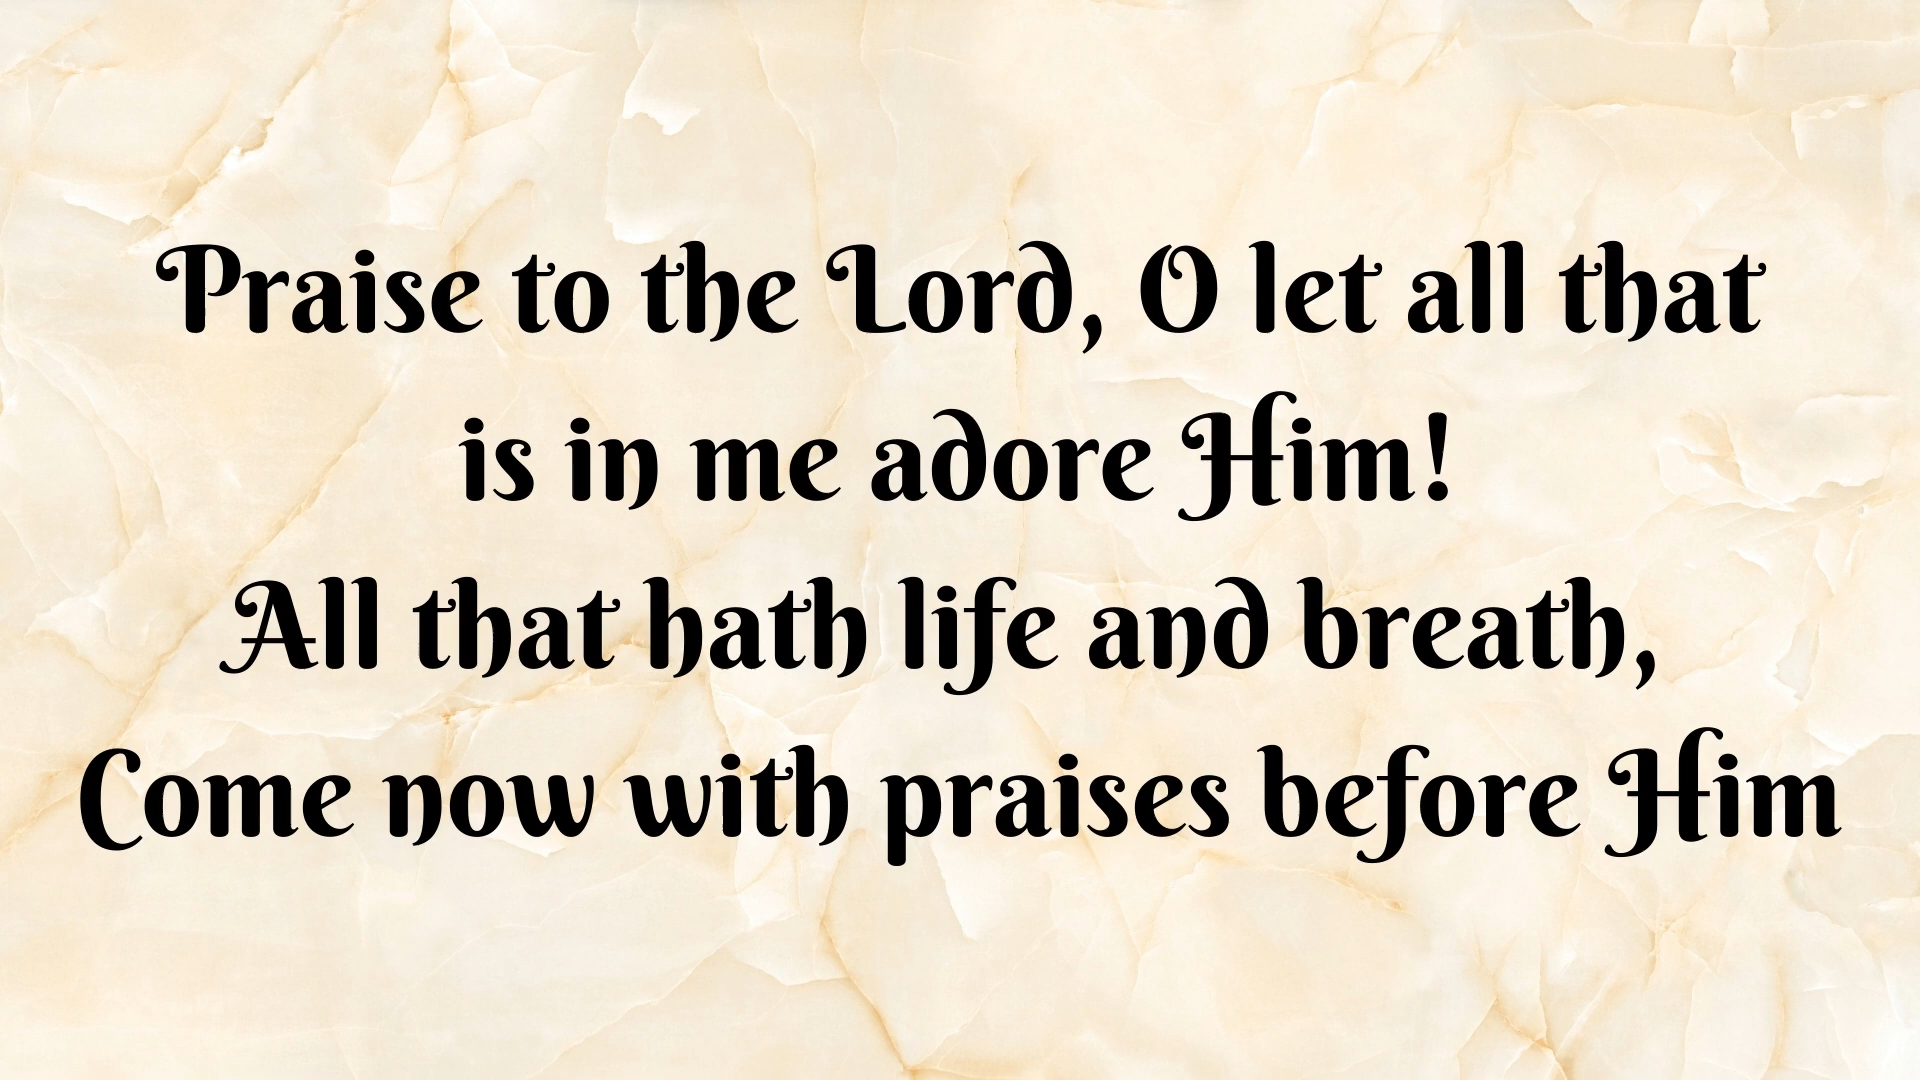 Praise to the Lord, O let all that
is in me adore Him!
All that hath life and breath,
Come now with praises before Him